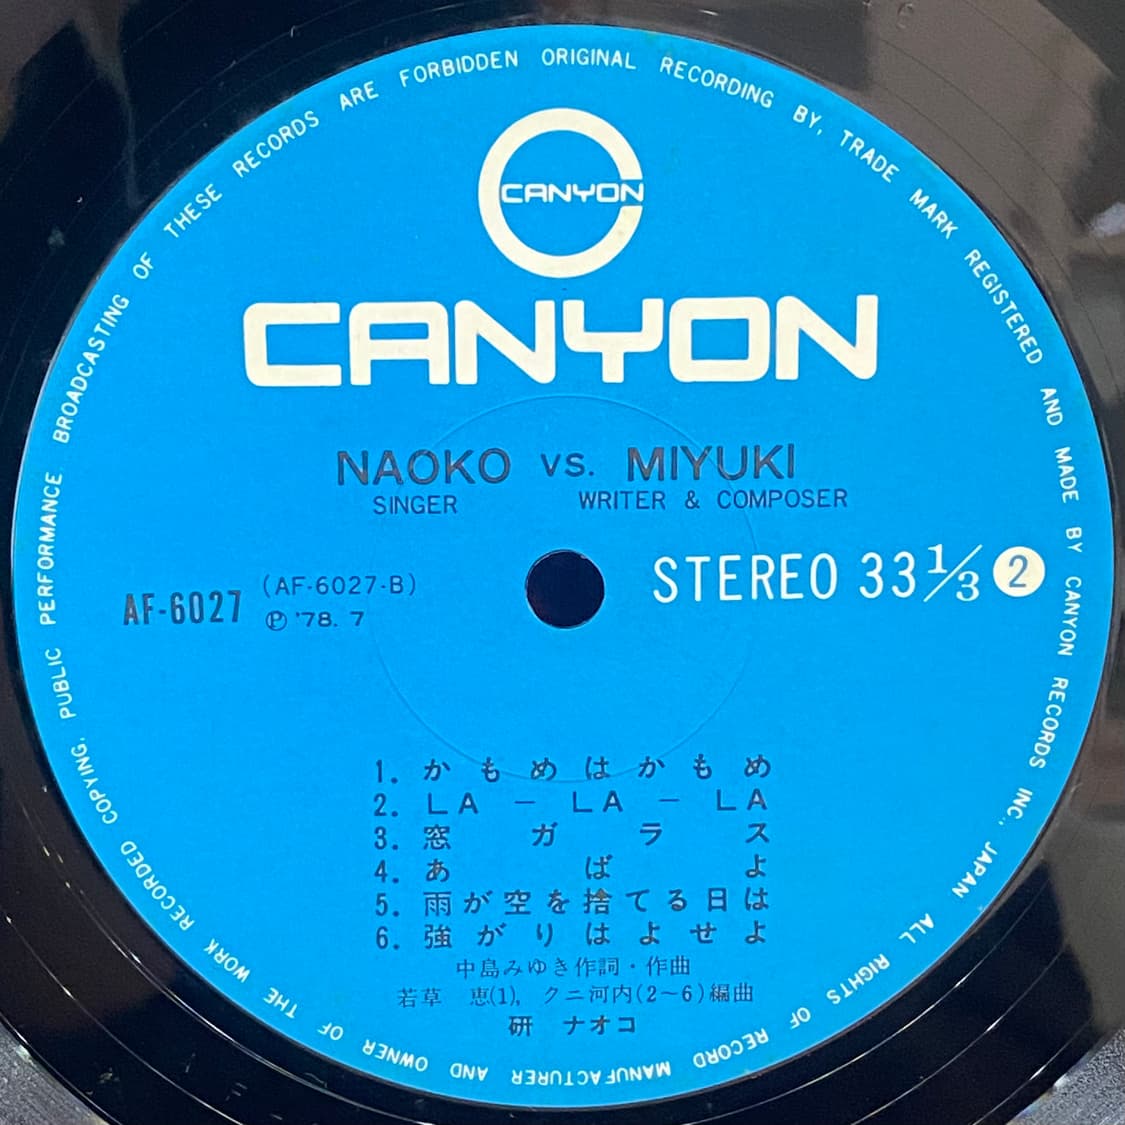 CANYON
CANYON
NAOKO vs. MIYUKI
SINGER WRITER & COMPOSER
STEREO 33 1/3 2
AF-6027 (AF-6027-B)
Ⓟ '78. 7
1. かもめはかもめ
2. LA－LA－LA
3. 窓ガラス
4. あばよ
5. 雨が空を捨てる日は
6. 強がりはよせよ
中島みゆき作詞・作曲
若草 恵(1), クニ河内(2～6)編曲
研 ナオコ
ALL RIGHTS OF RECORD MANUFACTURER AND OWNER OF THE WORK RECORDED COPYING, PUBLIC PERFORMANCE BROADCASTING OF THESE RECORDS ARE FORBIDDEN ORIGINAL RECORDING BY, TRADE MARK REGISTERED AND MADE BY CANYON RECORDS INC., JAPAN